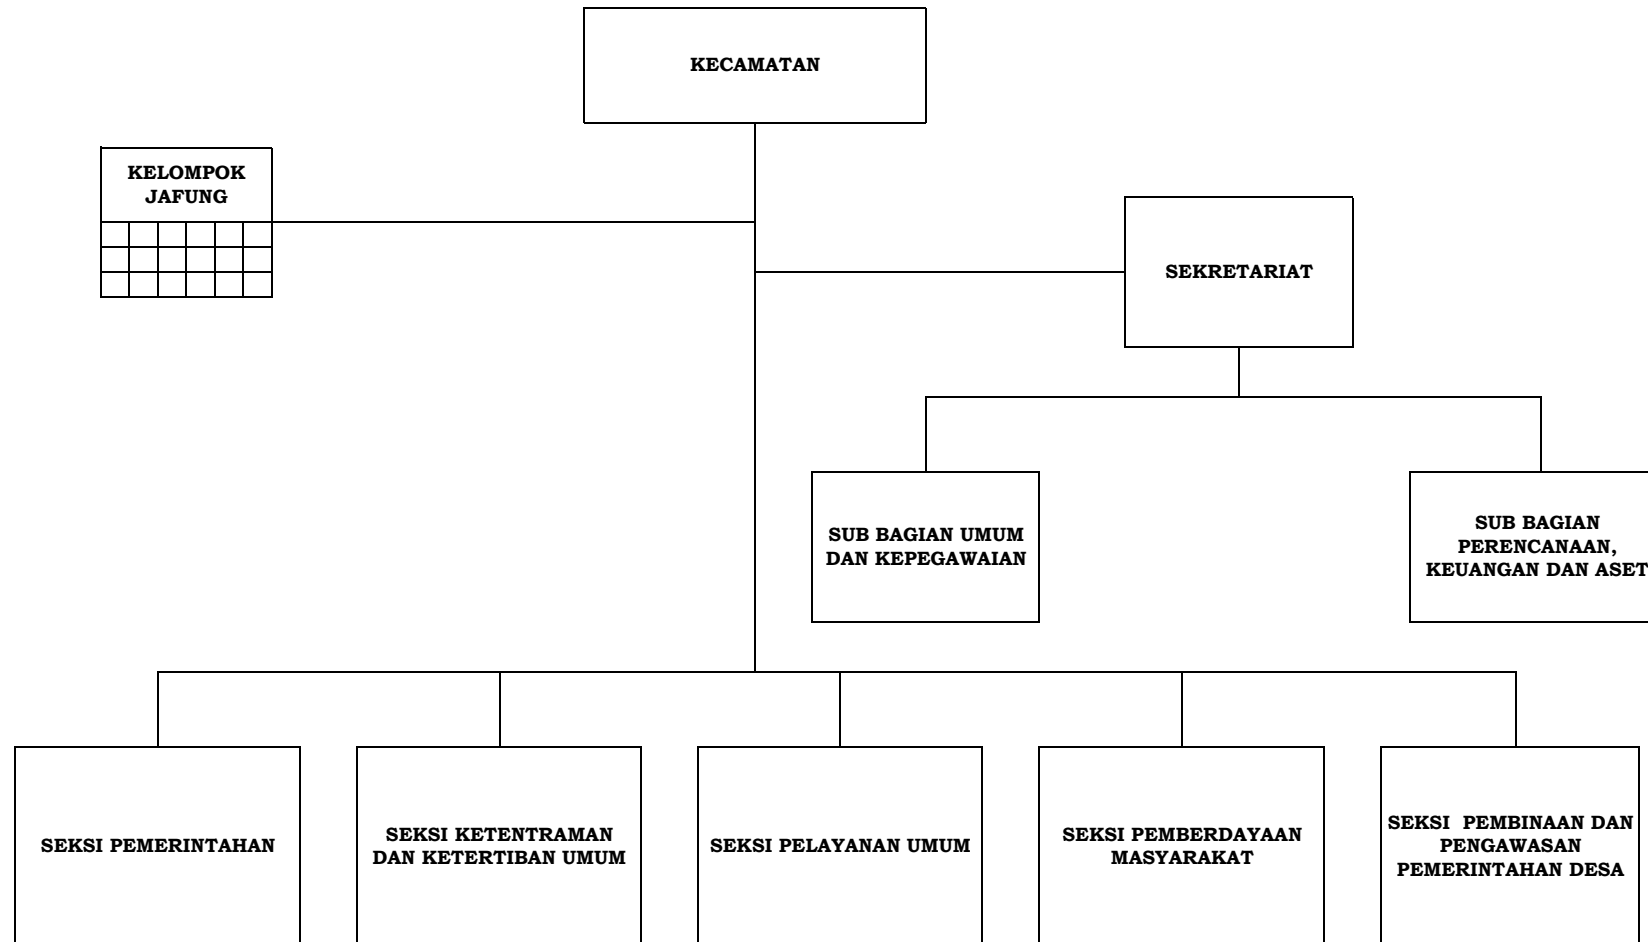 KECAMATAN
KELOMPOK
JAFUNG
SEKRETARIAT
SUB BAGIAN UMUM
DAN KEPEGAWAIAN
SUB BAGIAN
PERENCANAAN,
KEUANGAN DAN ASET
SEKSI PEMERINTAHAN
SEKSI KETENTRAMAN
DAN KETERTIBAN UMUM
SEKSI PELAYANAN UMUM
SEKSI PEMBERDAYAAN
MASYARAKAT
SEKSI  PEMBINAAN DAN
PENGAWASAN
PEMERINTAHAN DESA